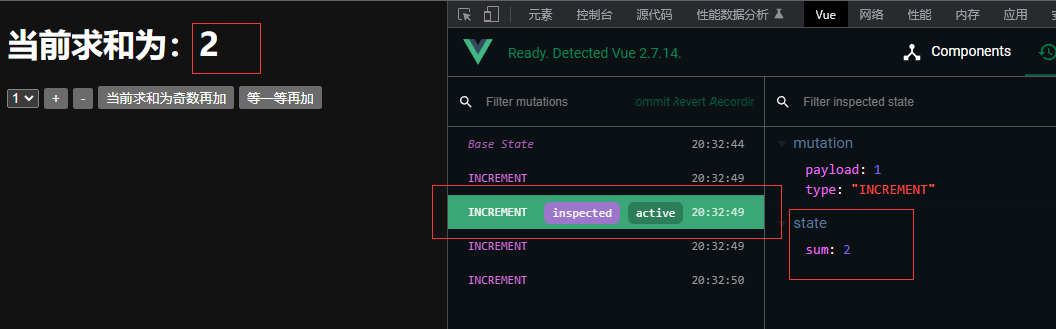 当前求和为：2
1 + - 当前求和为奇数再加 等一等再加
元素 控制台 源代码 性能数据分析 Vue 网络 性能 内存 应用
Ready. Detected Vue 2.7.14.
Components
Filter mutations
Revert
Base State 20:32:44
INCREMENT 20:32:49
INCREMENT inspected active 20:32:49
INCREMENT 20:32:49
INCREMENT 20:32:50
Filter inspected state
mutation
payload: 1
type: "INCREMENT"
state
sum: 2